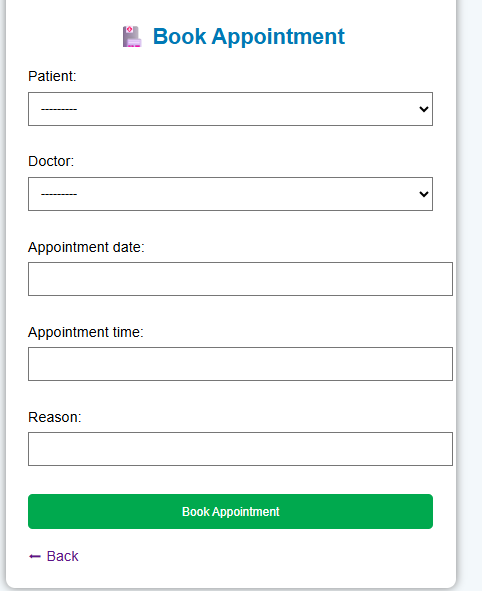 Book Appointment
Patient:
---------
Doctor:
---------
Appointment date:
Appointment time:
Reason:
Book Appointment
← Back